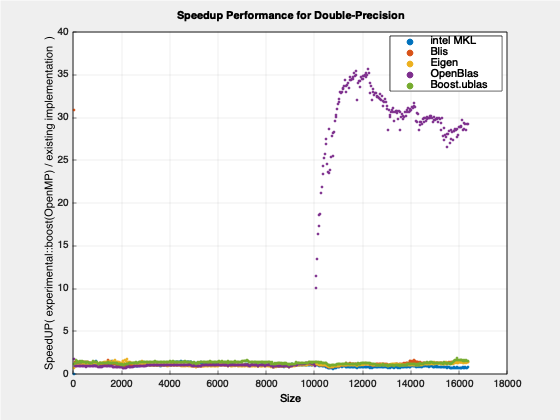 Speedup Performance for Double-Precision
SpeedUP( experimental::boost(OpenMP) / existing implementation )
40
35
30
25
20
15
10
5
0
intel MKL
Blis
Eigen
OpenBlas
Boost.ublas
0 2000 4000 6000 8000 10000 12000 14000 16000 18000
Size